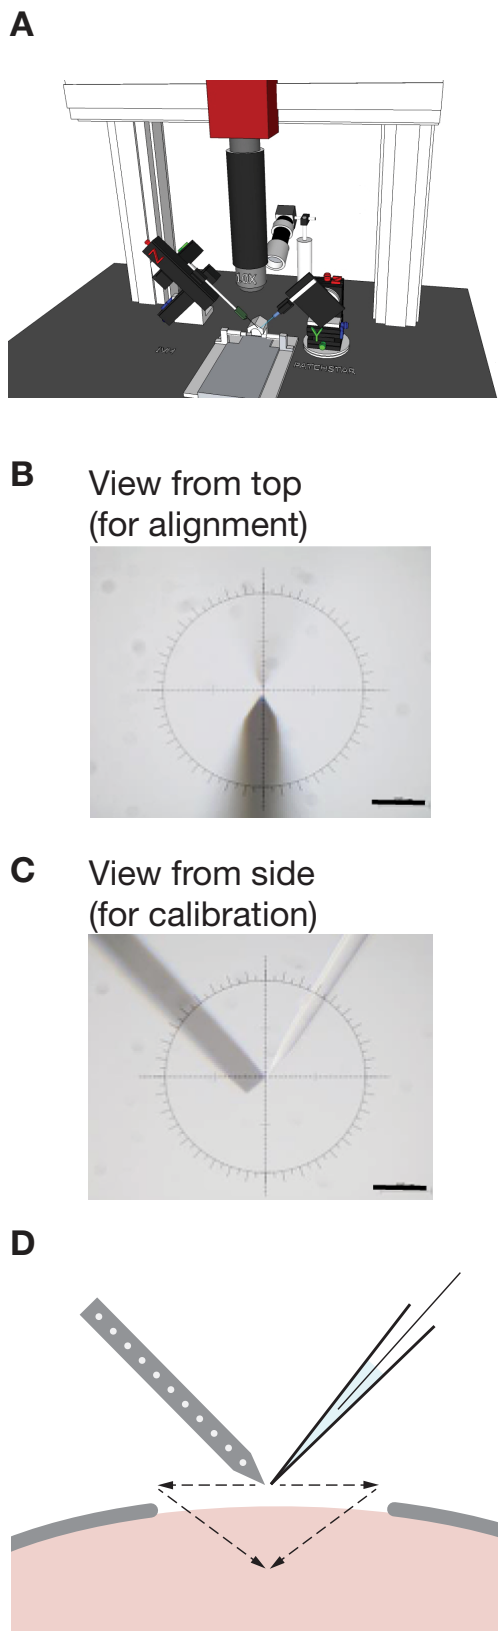 A
Z
10X
Z
Y
PATCHSTAR
B
View from top
(for alignment)
C
View from side
(for calibration)
D